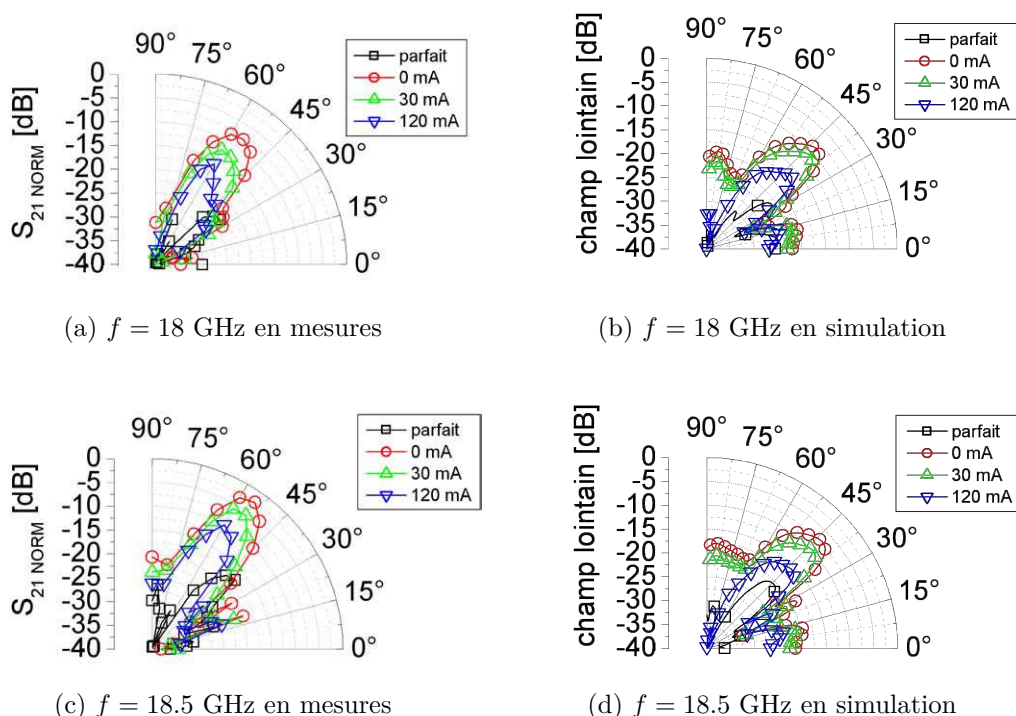 S21 NORM [dB]
0
-5
-10
-15
-20
-25
-30
-35
-40
90°
75°
60°
45°
30°
15°
0°
parfait
0 mA
30 mA
120 mA
(a) f = 18 GHz en mesures
champ lointain [dB]
0
-5
-10
-15
-20
-25
-30
-35
-40
90°
75°
60°
45°
30°
15°
0°
parfait
0 mA
30 mA
120 mA
(b) f = 18 GHz en simulation
S21 NORM [dB]
0
-5
-10
-15
-20
-25
-30
-35
-40
90°
75°
60°
45°
30°
15°
0°
parfait
0 mA
30 mA
120 mA
(c) f = 18.5 GHz en mesures
champ lointain [dB]
0
-5
-10
-15
-20
-25
-30
-35
-40
90°
75°
60°
45°
30°
15°
0°
parfait
0 mA
30 mA
120 mA
(d) f = 18.5 GHz en simulation